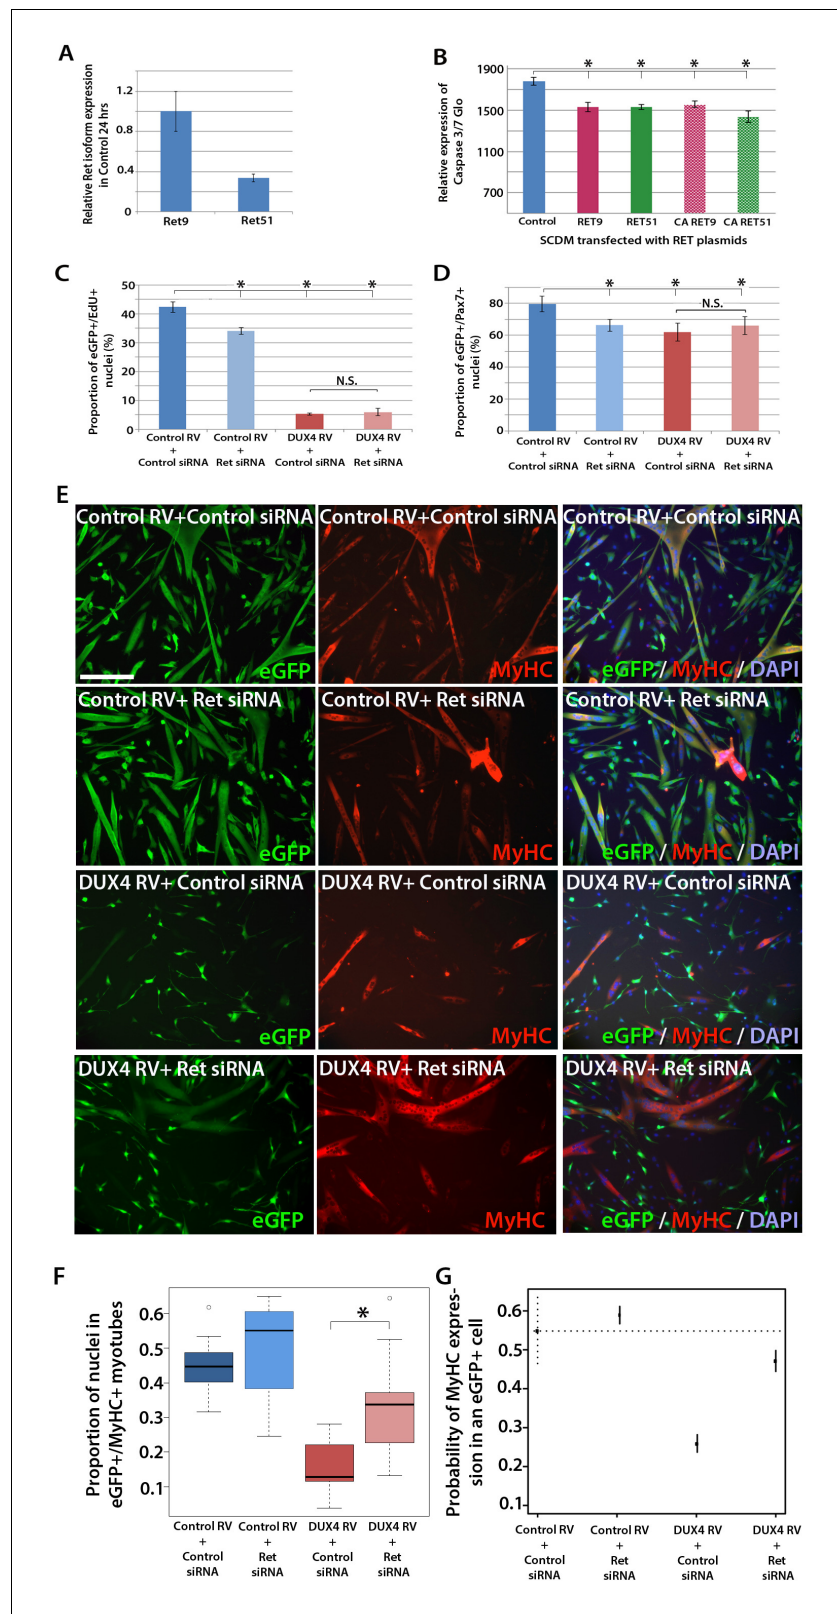 A
Relative Ret isoform expression
in Control 24 hrs
1.2
0.8
0.4
0
Ret9
Ret51
B
Relative expression of
Caspase 3/7 Glo
1900
1500
1100
700
*
*
*
*
Control
RET9
RET51
CA RET9
CA RET51
SCDM transfected with RET plasmids
C
Proportion of eGFP+/EdU+
nuclei (%)
50
40
30
20
10
5
0
*
*
*
N.S.
Control RV
+
Control siRNA
Control RV
+
Ret siRNA
DUX4 RV
+
Control siRNA
DUX4 RV
+
Ret siRNA
D
Proportion of eGFP+/Pax7+
nuclei (%)
80
60
40
20
0
*
*
*
N.S.
Control RV
+
Control siRNA
Control RV
+
Ret siRNA
DUX4 RV
+
Control siRNA
DUX4 RV
+
Ret siRNA
E
Control RV+Control siRNA
eGFP
Control RV+Control siRNA
MyHC
Control RV+Control siRNA
eGFP / MyHC / DAPI
Control RV+ Ret siRNA
eGFP
Control RV+ Ret siRNA
MyHC
Control RV+ Ret siRNA
eGFP / MyHC / DAPI
DUX4 RV+ Control siRNA
eGFP
DUX4 RV+ Control siRNA
MyHC
DUX4 RV+ Control siRNA
eGFP / MyHC / DAPI
DUX4 RV+ Ret siRNA
eGFP
DUX4 RV+ Ret siRNA
MyHC
DUX4 RV+ Ret siRNA
eGFP / MyHC / DAPI
F
Proportion of nuclei in
eGFP+/MyHC+ myotubes
0.6
0.5
0.4
0.3
0.2
0.1
*
Control RV
+
Control
siRNA
Control RV
+
Ret
siRNA
DUX4 RV
+
Control
siRNA
DUX4 RV
+
Ret
siRNA
G
Probability of MyHC expres-
sion in an eGFP+ cell
0.6
0.5
0.4
0.3
0.2
0.1
Control RV
+
Control
siRNA
Control RV
+
Ret
siRNA
DUX4 RV
+
Control
siRNA
DUX4 RV
+
Ret
siRNA